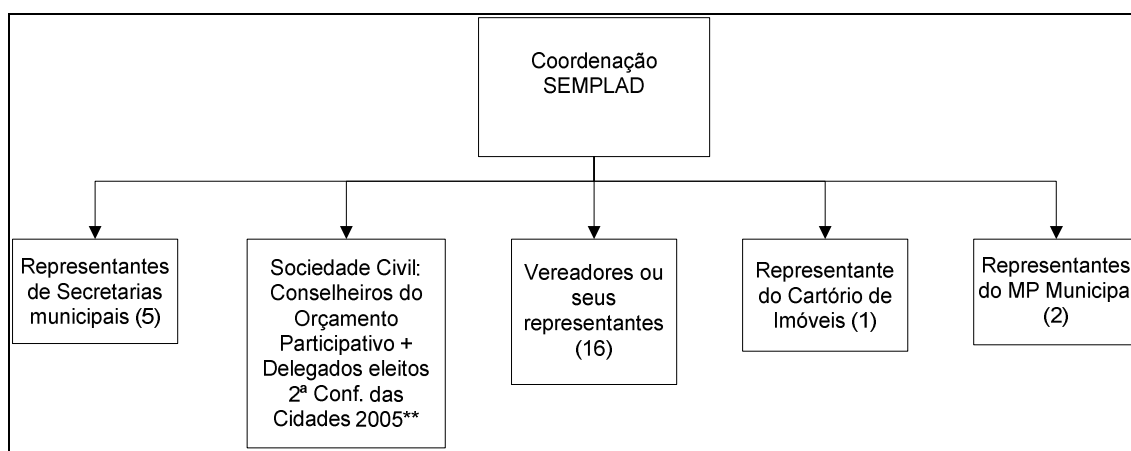 Coordenação
SEMPLAD
Representantes
de Secretarias
municipais (5)
Sociedade Civil:
Conselheiros do
Orçamento
Participativo +
Delegados eleitos
2ª Conf. das
Cidades 2005**
Vereadores ou
seus
representantes
(16)
Representante
do Cartório de
Imóveis (1)
Representantes
do MP Municipa
(2)